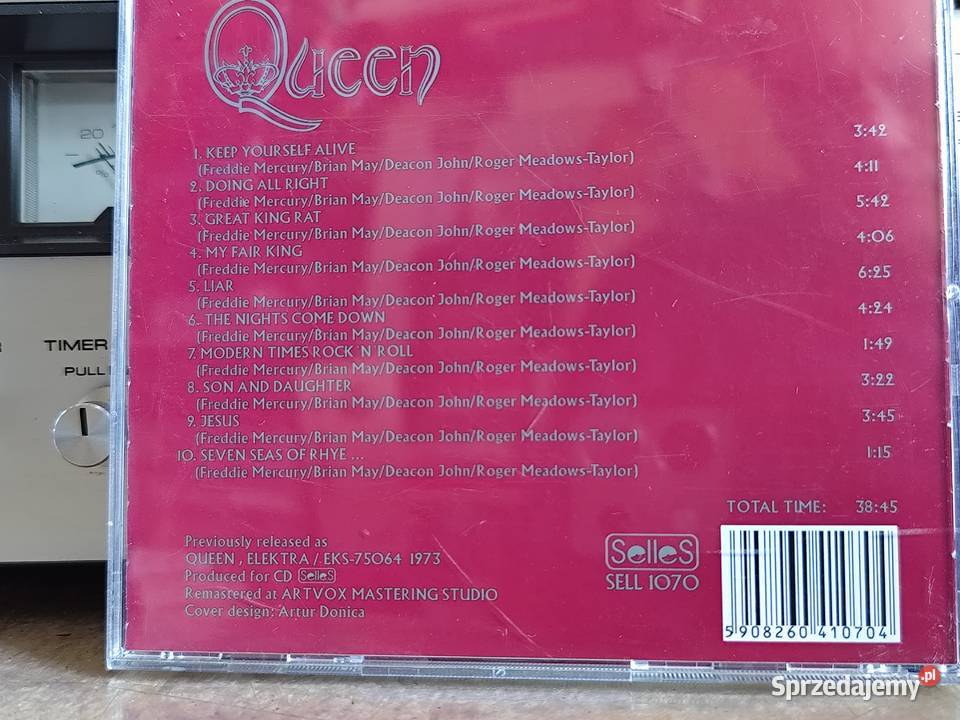 Queen
1. KEEP YOURSELF ALIVE 3:42
(Freddie Mercury/Brian May/Deacon John/Roger Meadows-Taylor)
2. DOING ALL RIGHT 4:11
(Freddie Mercury/Brian May/Deacon John/Roger Meadows-Taylor)
3. GREAT KING RAT 5:42
(Freddie Mercury/Brian May/Deacon John/Roger Meadows-Taylor)
4. MY FAIR KING 4:06
(Freddie Mercury/Brian May/Deacon John/Roger Meadows-Taylor)
5. LIAR 6:25
(Freddie Mercury/Brian May/Deacon John/Roger Meadows-Taylor)
6. THE NIGHTS COME DOWN 4:24
(Freddie Mercury/Brian May/Deacon John/Roger Meadows-Taylor)
7. MODERN TIMES ROCK 'N' ROLL 1:49
(Freddie Mercury/Brian May/Deacon John/Roger Meadows-Taylor)
8. SON AND DAUGHTER 3:22
(Freddie Mercury/Brian May/Deacon John/Roger Meadows-Taylor)
9. JESUS 3:45
(Freddie Mercury/Brian May/Deacon John/Roger Meadows-Taylor)
10. SEVEN SEAS OF RHYE ... 1:15
(Freddie Mercury/Brian May/Deacon John/Roger Meadows-Taylor)
TOTAL TIME: 38:45
Previously released as
QUEEN , ELEKTRA / EKS-75064 1973
Produced for CD SelleS
Remastered at ARTVOX MASTERING STUDIO
Cover design: Artur Donica
SelleS
SELL 1070
5 908260 410704
20
TIMER
PULL
Sprzedajemy.pl